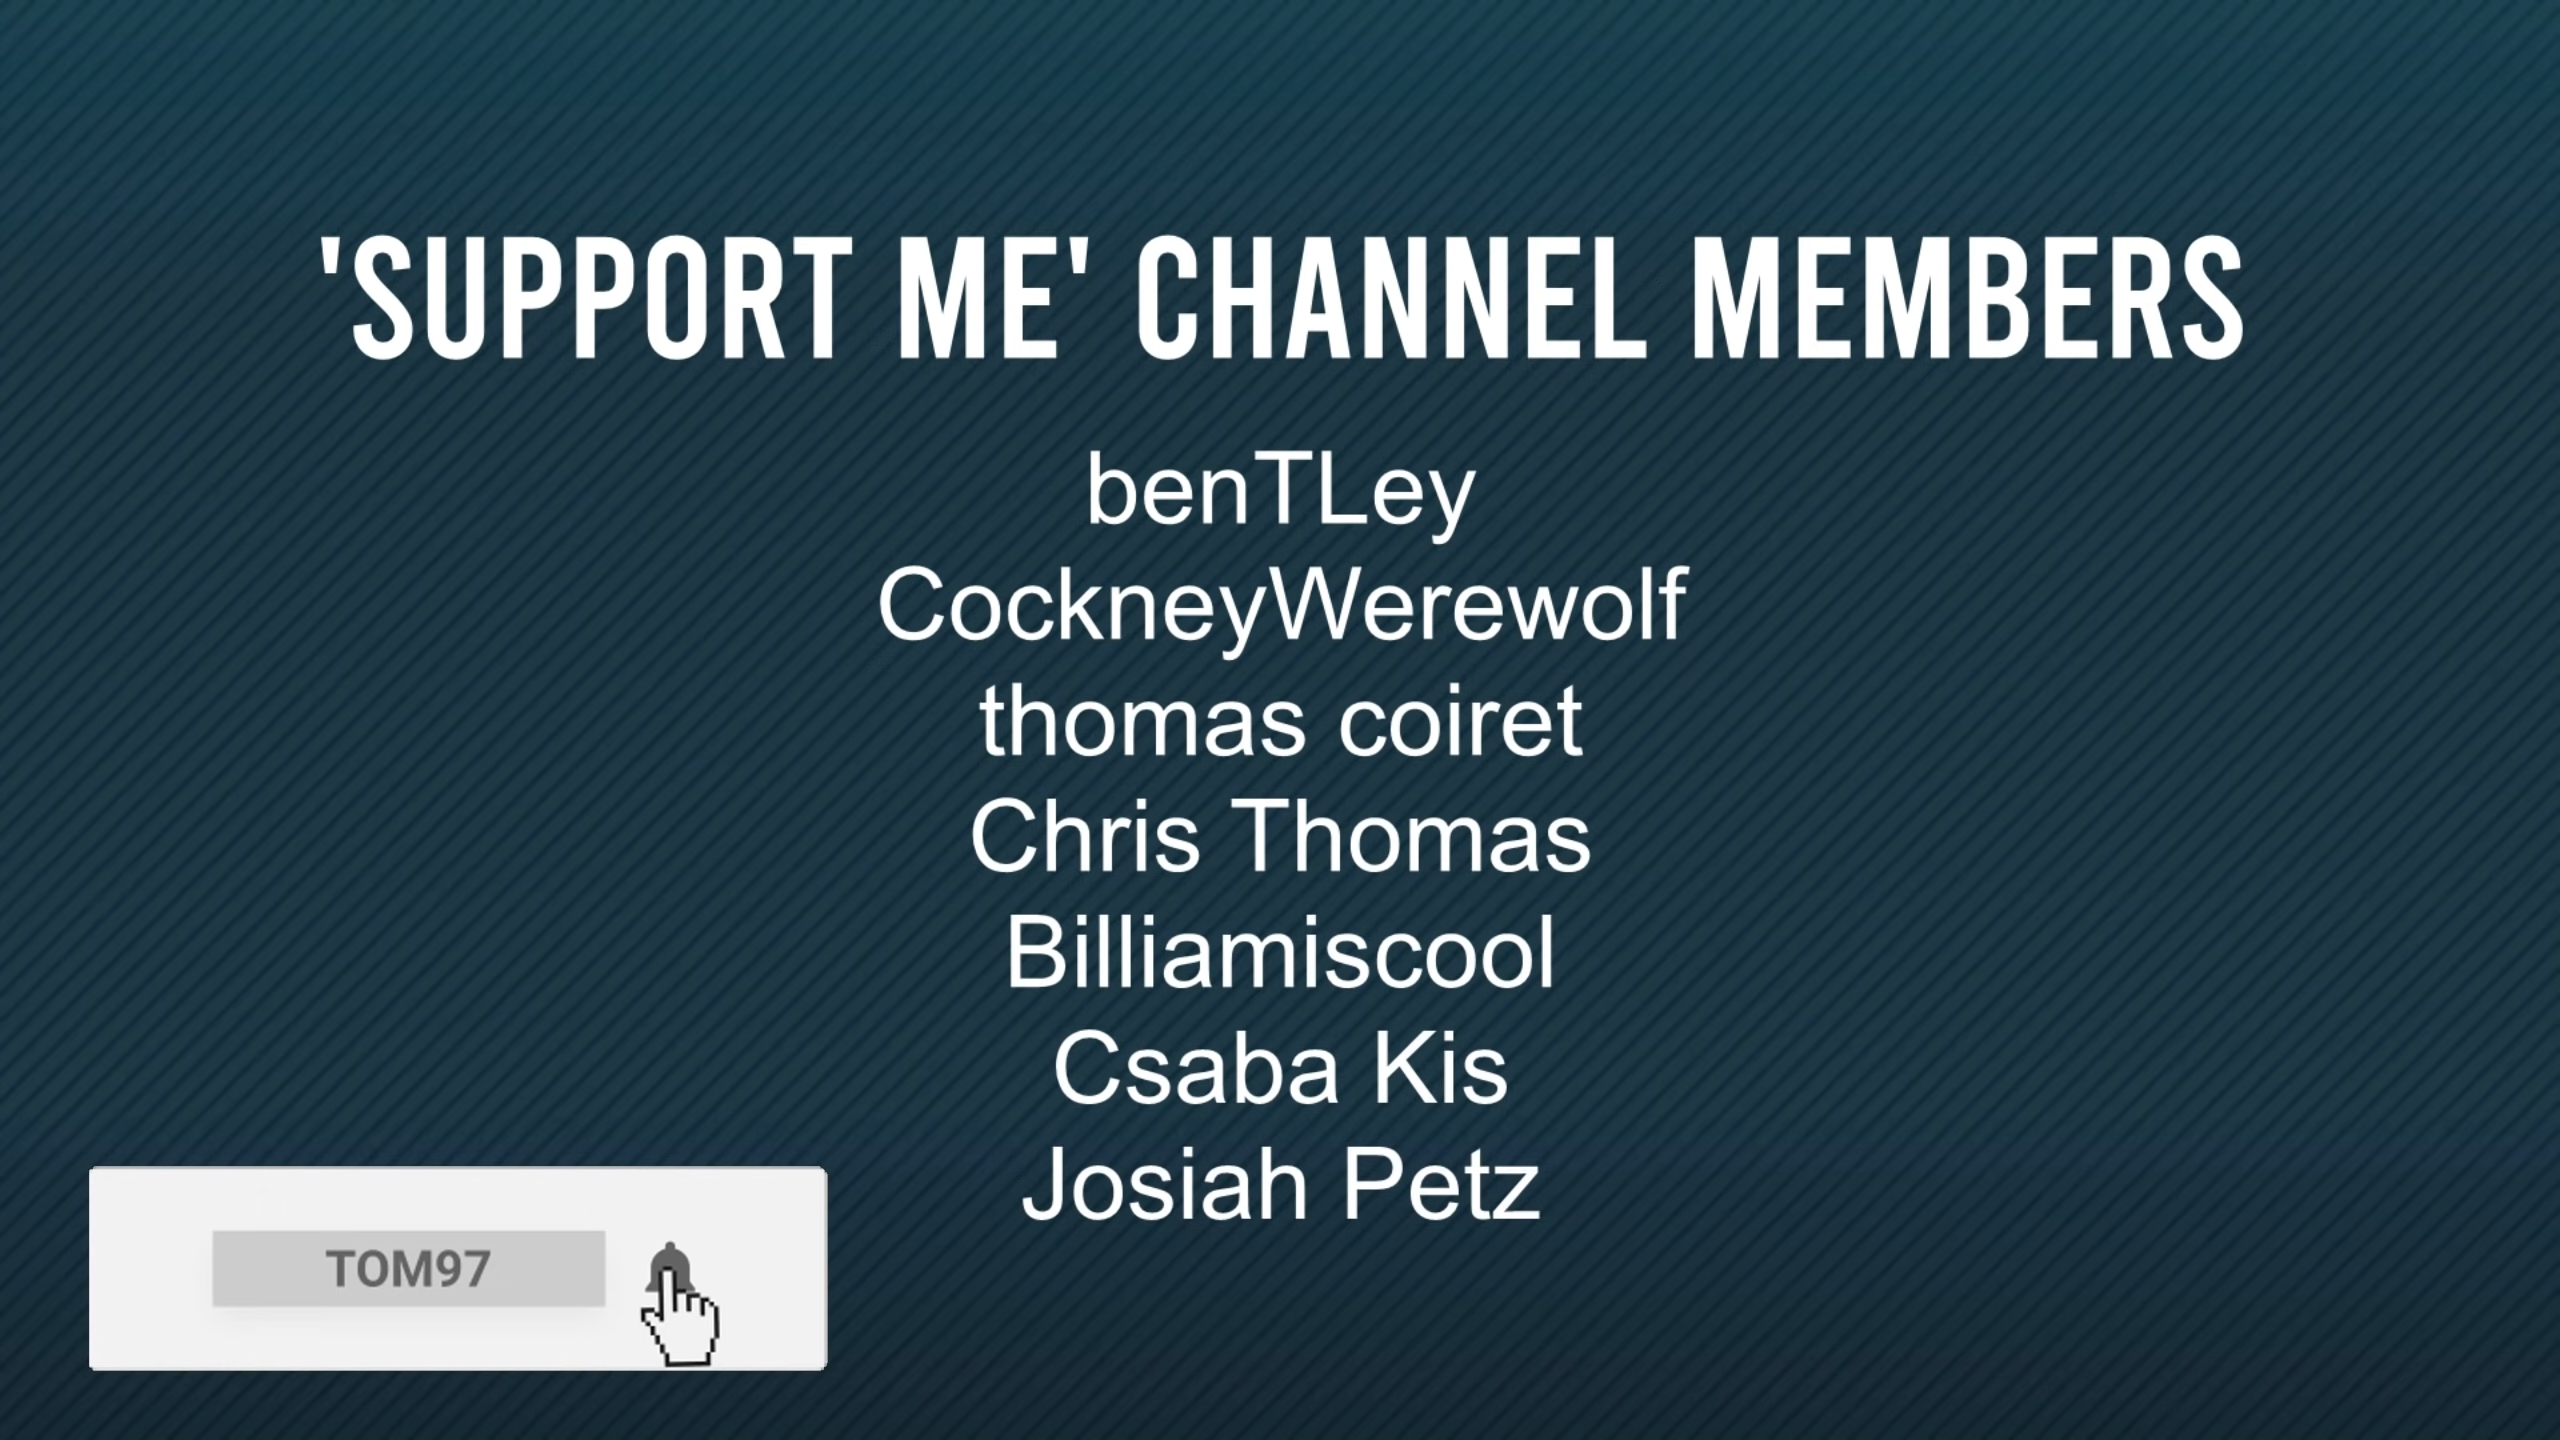 'SUPPORT ME' CHANNEL MEMBERS
benTLey
CockneyWerewolf
thomas coiret
Chris Thomas
Billiamiscool
Csaba Kis
Josiah Petz
TOM97